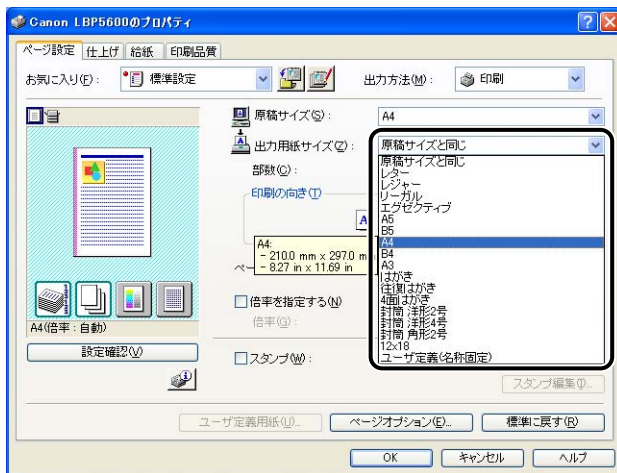 Canon LBP5600のプロパティ
ページ設定 仕上げ 給紙 印刷品質
お気に入り(F): 標準設定 出力方法(M): 印刷
原稿サイズ(S): A4
出力用紙サイズ(Z): 原稿サイズと同じ
原稿サイズと同じ
レター
レジャー
リーガル
エグゼクティブ
A5
B5
A4
B4
A3
はがき
往復はがき
4面はがき
封筒 洋形2号
封筒 洋形4号
封筒 角形2号
12x18
ユーザ定義(名称固定)
部数(C):
印刷の向き(T)
A
A4:
- 210.0 mm x 297.0 m
- 8.27 in x 11.69 in
ペー
倍率を指定する(N)
倍率(G):
A4(倍率:自動)
設定確認(V)
スタンプ(W):
スタンプ編集(I)...
ユーザ定義用紙(U)... ページオプション(E)... 標準に戻す(R)
OK キャンセル ヘルプ